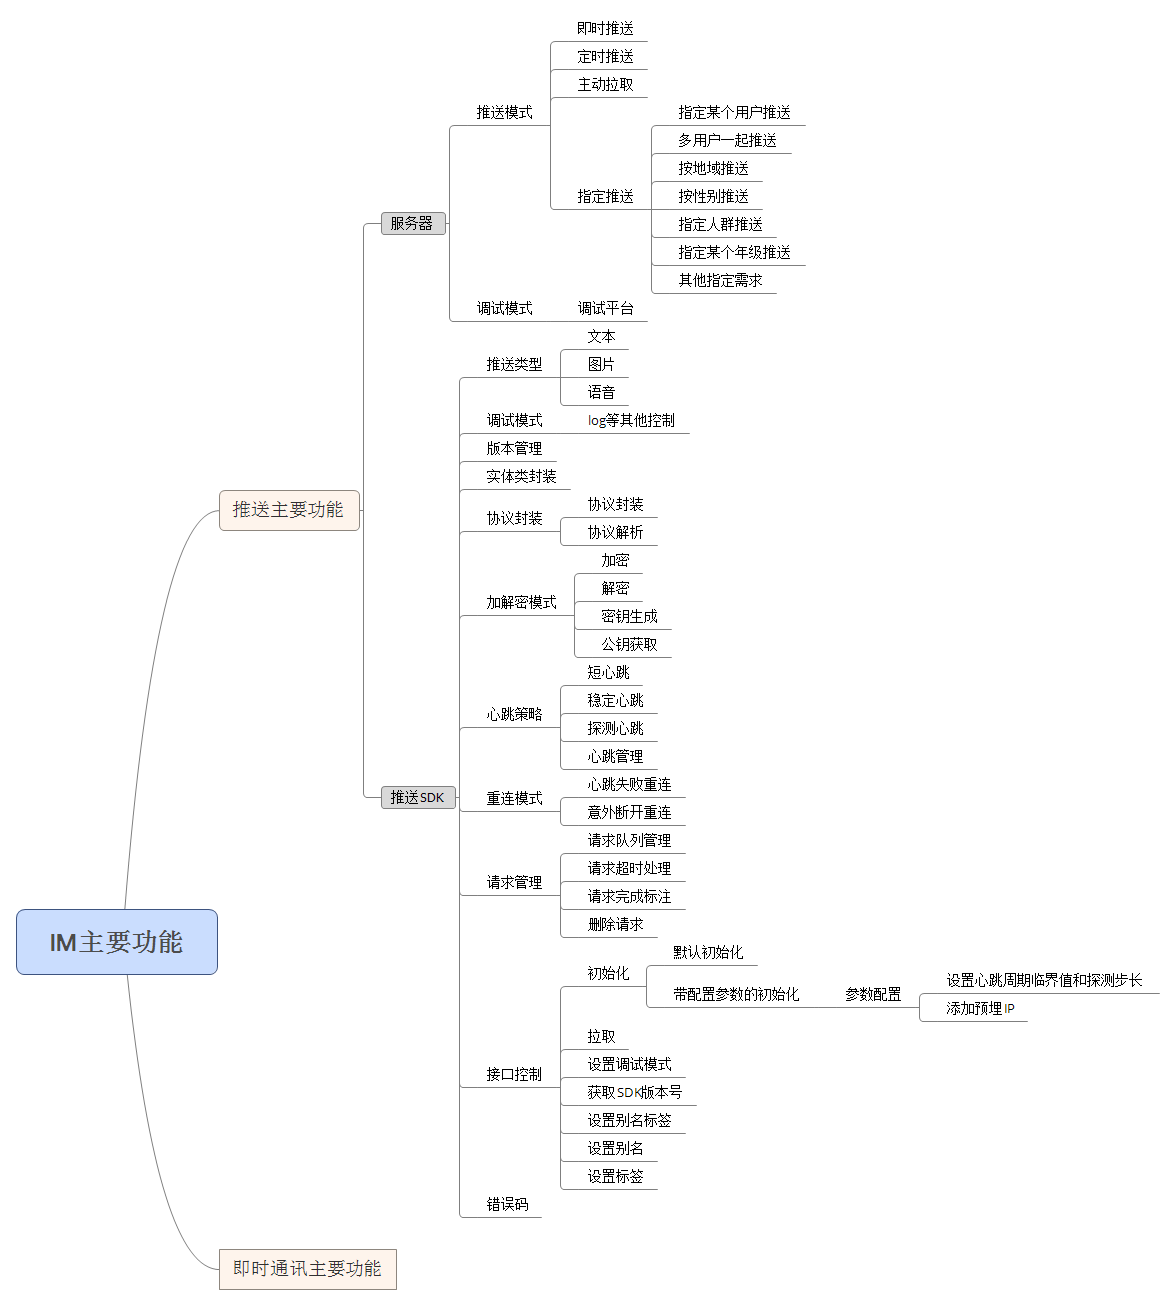 即时推送
定时推送
主动拉取
推送模式
指定某个用户推送
多用户一起推送
按地域推送
指定推送
按性别推送
服务器
指定人群推送
指定某个年级推送
其他指定需求
调试模式
调试平台
文本
推送类型
图片
语音
调试模式
log等其他控制
版本管理
实体类封装
推送主要功能
协议封装
协议封装
协议解析
加密
解密
加解密模式
密钥生成
公钥获取
短心跳
稳定心跳
心跳策略
探测心跳
心跳管理
心跳失败重连
推送SDK
重连模式
意外断开重连
请求队列管理
请求超时处理
请求管理
请求完成标注
删除请求
IM主要功能
默认初始化
初始化
设置心跳周期临界值和探测步长
带配置参数的初始化
参数配置
添加预埋IP
拉取
设置调试模式
接口控制
获取SDK版本号
设置别名标签
设置别名
设置标签
错误码
即时通讯主要功能